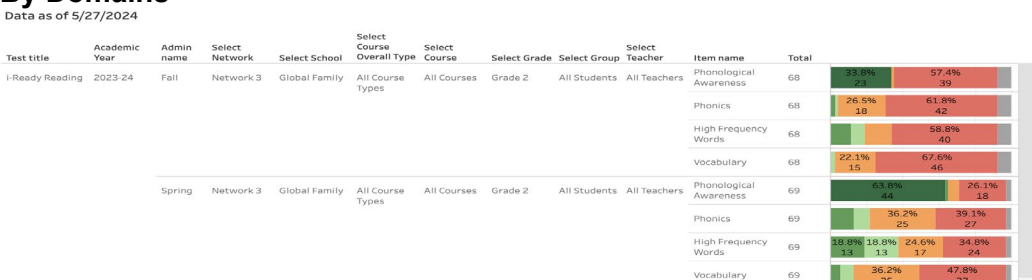 Data as of 5/27/2024
Test title Academic Year Admin name Select Network Select School Select Course Overall Type Select Course Select Grade Select Group Select Teacher Item name Total
i-Ready Reading 2023-24 Fall Network 3 Global Family All Course Types All Courses Grade 2 All Students All Teachers Phonological Awareness 68 33.8% 23 57.4% 39
Phonics 68 26.5% 18 61.8% 42
High Frequency Words 68 58.8% 40
Vocabulary 68 22.1% 15 67.6% 46
Spring Network 3 Global Family All Course Types All Courses Grade 2 All Students All Teachers Phonological Awareness 69 63.8% 44 26.1% 18
Phonics 69 36.2% 25 39.1% 27
High Frequency Words 69 18.8% 13 18.8% 13 24.6% 17 34.8% 24
Vocabulary 69 36.2% 47.8%